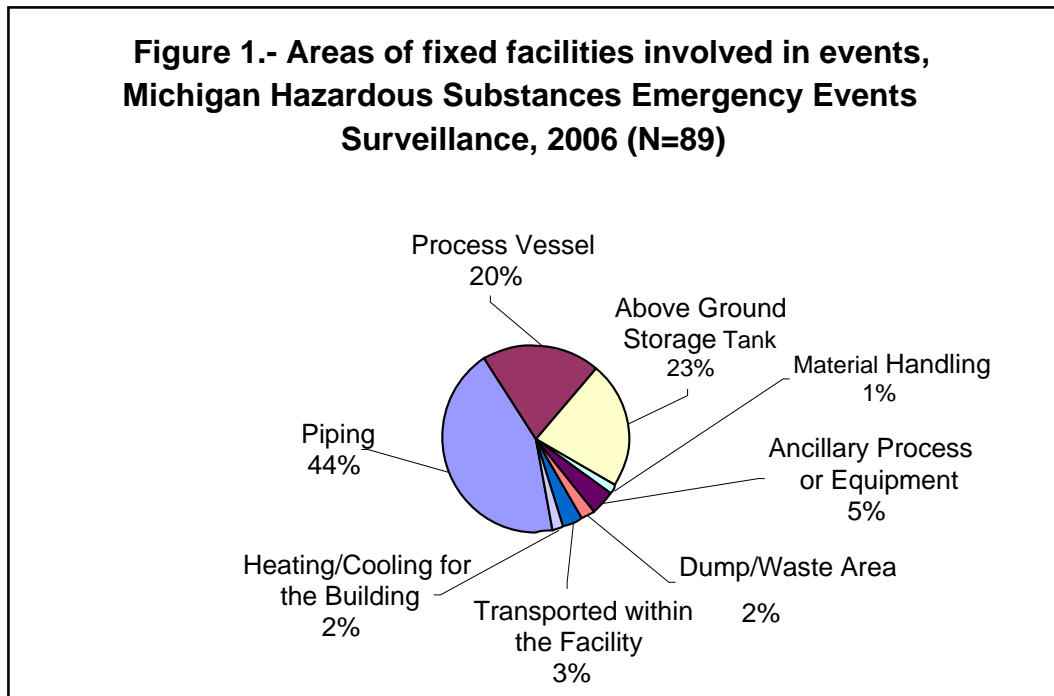 Figure 1.- Areas of fixed facilities involved in events,
Michigan Hazardous Substances Emergency Events
Surveillance, 2006 (N=89)
Process Vessel
20%
Above Ground
Storage Tank
23%
Material Handling
1%
Ancillary Process
or Equipment
5%
Dump/Waste Area
2%
Transported within
the Facility
3%
Heating/Cooling for
the Building
2%
Piping
44%